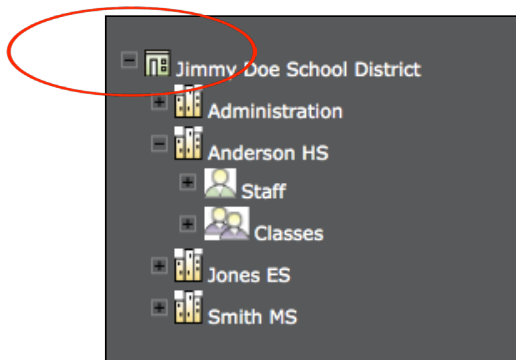 Jimmy Doe School District
Administration
Anderson HS
Staff
Classes
Jones ES
Smith MS